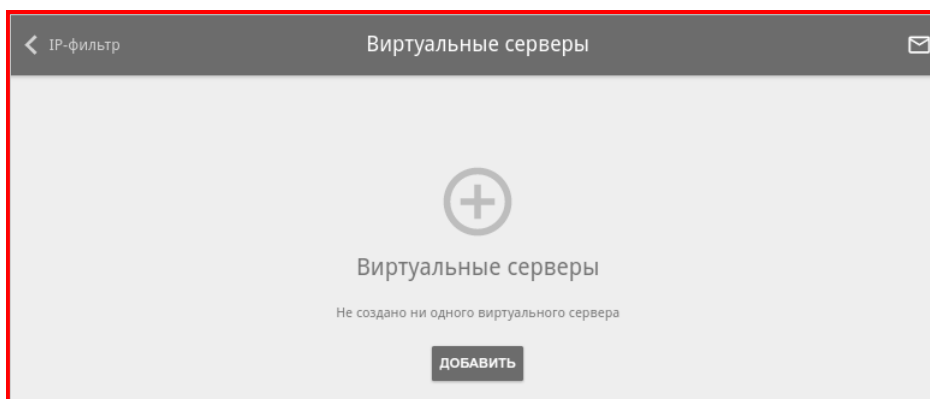 IP-фильтр
Виртуальные серверы
Виртуальные серверы
Не создано ни одного виртуального сервера
ДОБАВИТЬ